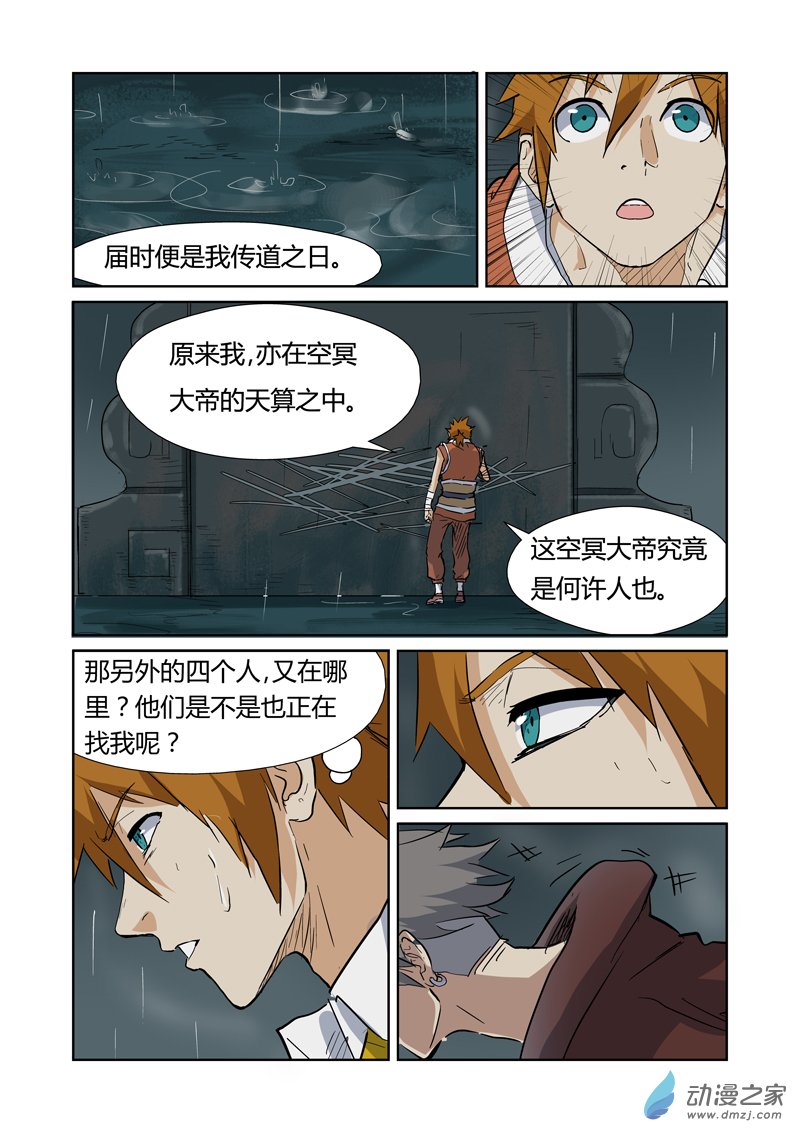 届时便是我传道之日。
原来我,亦在空冥
大帝的天算之中。
这空冥大帝究竟
是何许人也。
那另外的四个人,又在哪
里？他们是不是也正在
找我呢？
动漫之家
www.dmzj.com